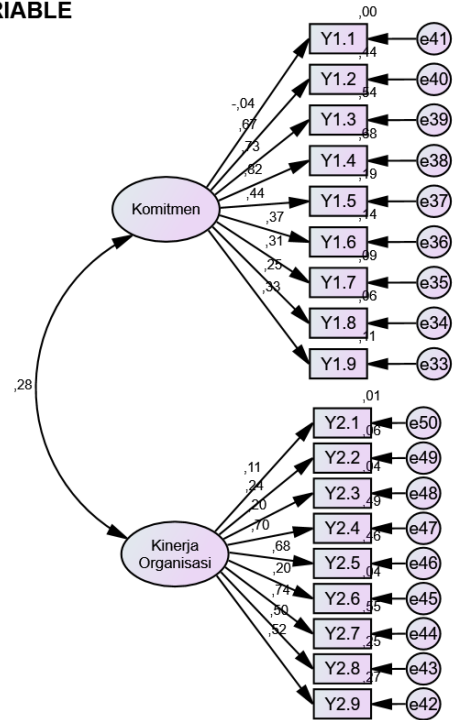 RIABLE
,00
Y1.1 e41
,44
Y1.2 e40
,54
Y1.3 e39
,68
Y1.4 e38
,19
Y1.5 e37
,14
Y1.6 e36
,09
Y1.7 e35
,06
Y1.8 e34
,11
Y1.9 e33
-,04
,67
,73
,82
,44
,37
,31
,25
,33
Komitmen
,28
,01
Y2.1 e50
,06
Y2.2 e49
,04
Y2.3 e48
,49
Y2.4 e47
,46
Y2.5 e46
,04
Y2.6 e45
,55
Y2.7 e44
,25
Y2.8 e43
,27
Y2.9 e42
,11
,24
,20
,70
,68
,20
,74
,50
,52
Kinerja
Organisasi